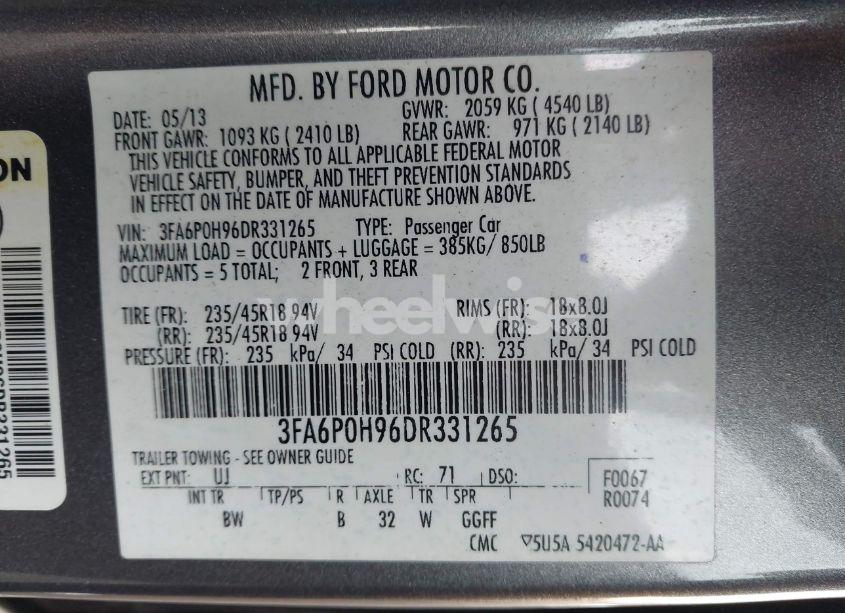 MFD. BY FORD MOTOR CO.
DATE: 05/13 GVWR: 2059 KG ( 4540 LB)
FRONT GAWR: 1093 KG ( 2410 LB) REAR GAWR: 971 KG ( 2140 LB)
THIS VEHICLE CONFORMS TO ALL APPLICABLE FEDERAL MOTOR
VEHICLE SAFETY, BUMPER, AND THEFT PREVENTION STANDARDS
IN EFFECT ON THE DATE OF MANUFACTURE SHOWN ABOVE.
VIN: 3FA6P0H96DR331265 TYPE: Passenger Car
MAXIMUM LOAD = OCCUPANTS + LUGGAGE = 385KG/ 850LB
OCCUPANTS = 5 TOTAL; 2 FRONT, 3 REAR
TIRE (FR): 235/45R18 94V RIMS (FR): 18x8.0J
(RR): 235/45R18 94V (RR): 18x8.0J
PRESSURE (FR): 235 kPa/ 34 PSI COLD (RR): 235 kPa/ 34 PSI COLD
3FA6P0H96DR331265
TRAILER TOWING - SEE OWNER GUIDE
EXT PNT: UJ RC: 71 DSO: F0067
INT TR TP/PS R AXLE TR SPR R0074
BW B 32 W GGFF
CMC ▽5U5A 5420472-AA
ON
wheelwis